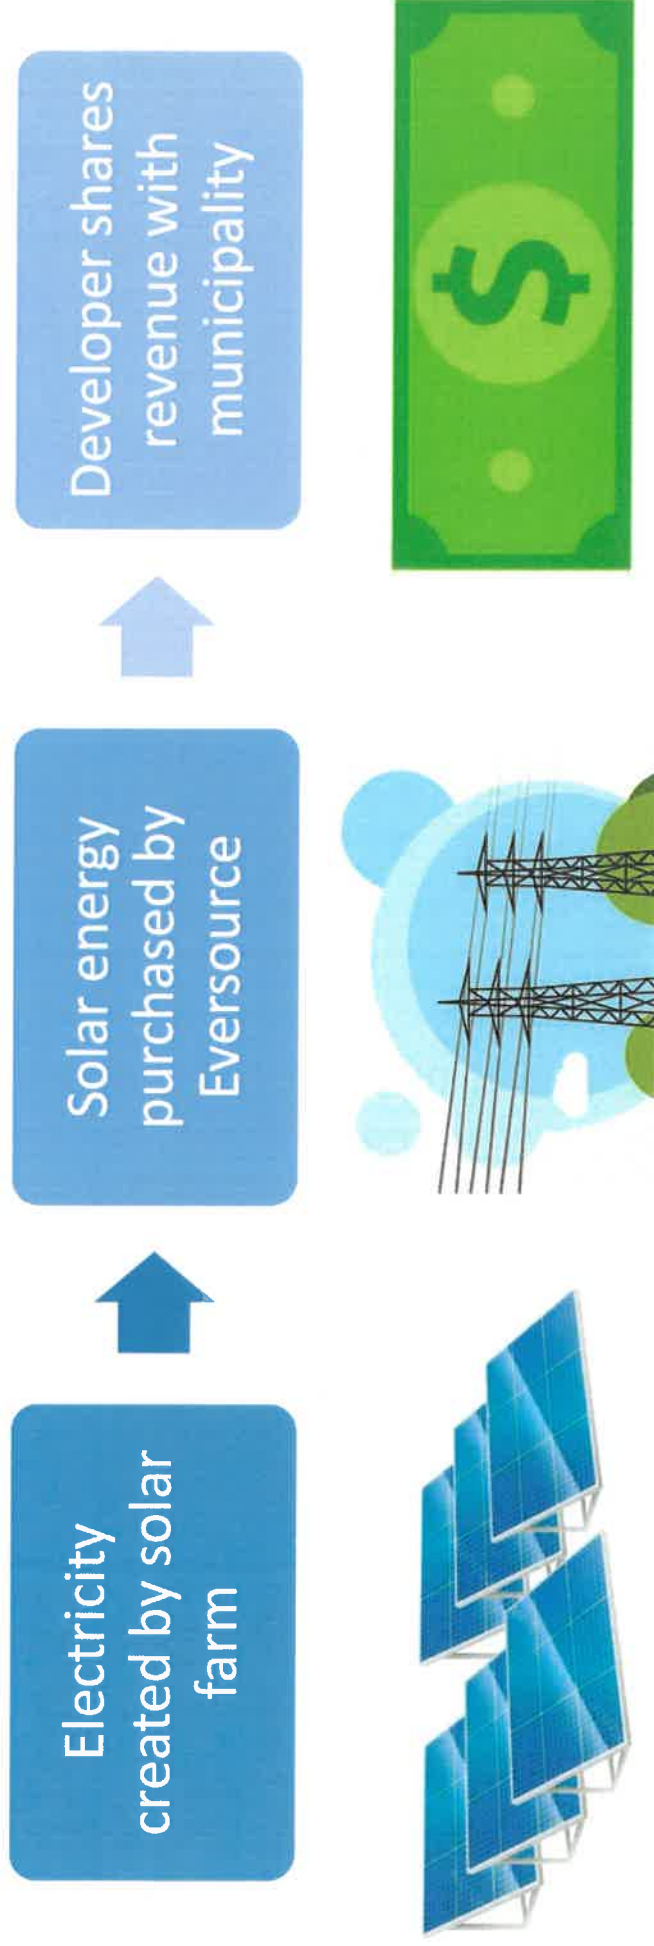 Electricity
created by solar
farm
Solar energy
purchased by
Eversource
Developer shares
revenue with
municipality
$